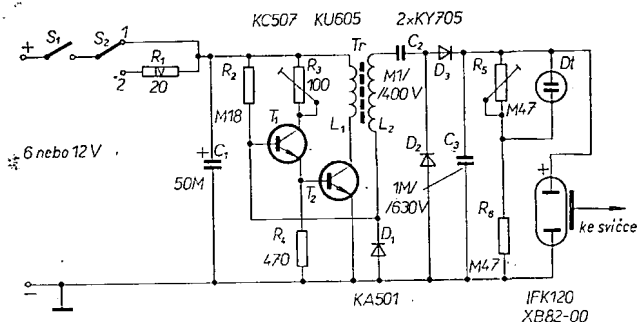 KC507 KU605 2xKY705
+ S₁ S₂ 1
2 R₁ 20
R₂ M18
R₃ 100
Tr
C₂ M1/ /400 V
D₃
R₅ M47
Dt
T₁
L₁ L₂
6 nebo 12 V
+ C₁ 50M
T₂
D₂
C₃ 1M/ /630V
+
R₄ 470
D₁
R₆ M47
ke svíčce
−
KA501
IFK120
XB82-00